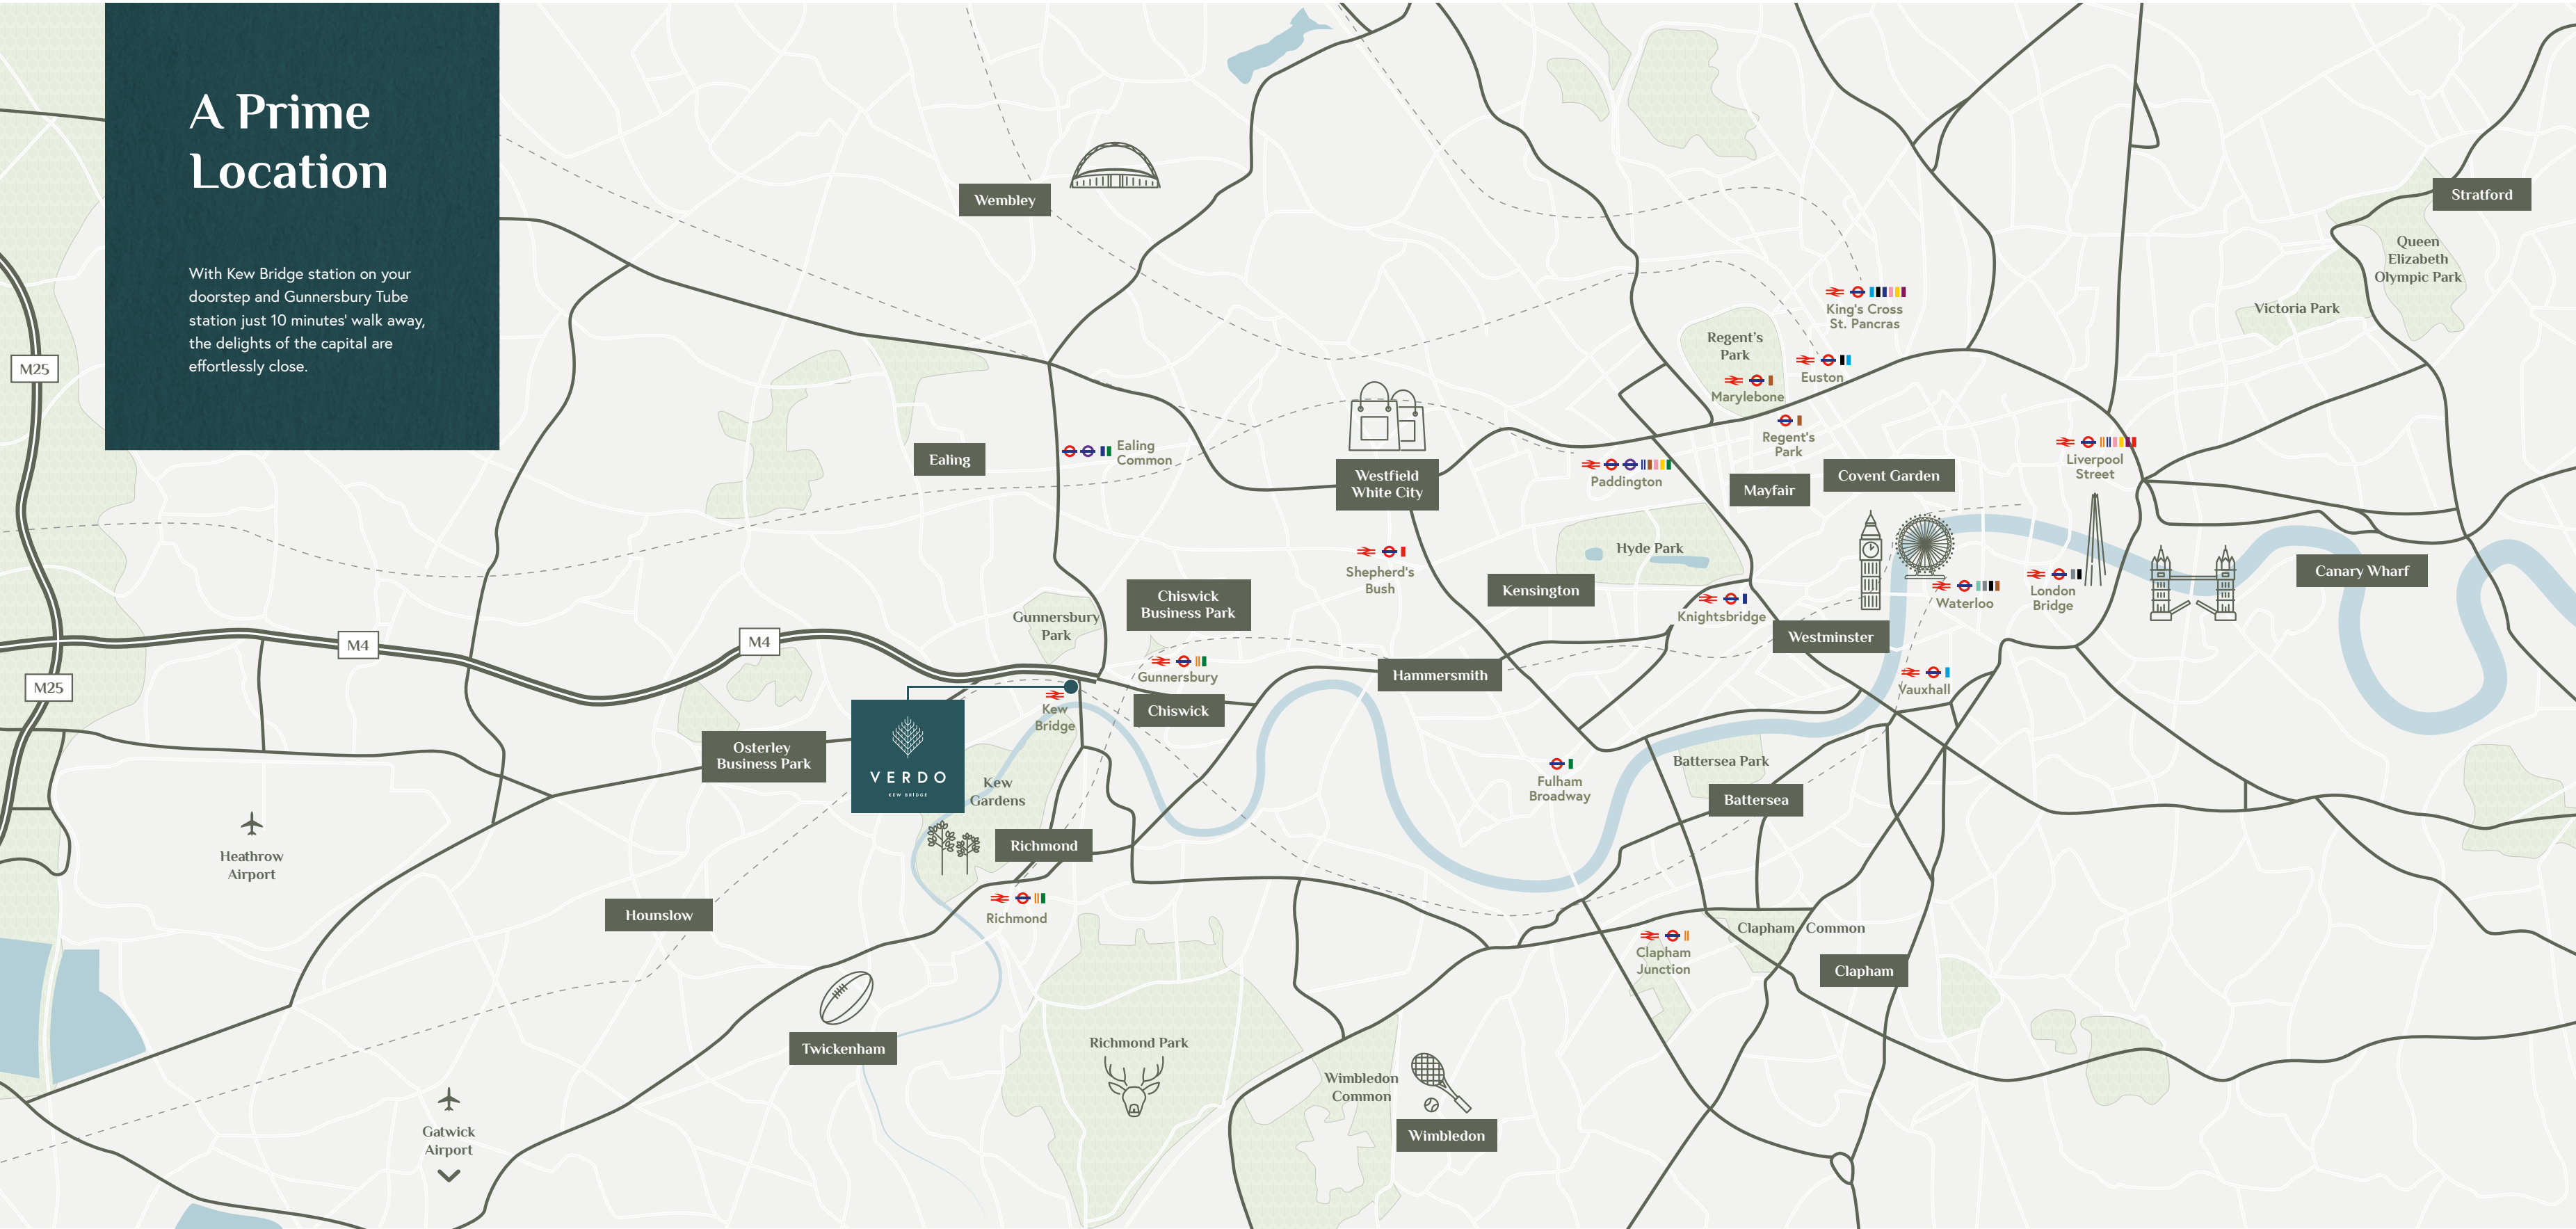 A Prime
Location
With Kew Bridge station on your
doorstep and Gunnersbury Tube
station just 10 minutes' walk away,
the delights of the capital are
effortlessly close.
Wembley
Stratford
Queen
Elizabeth
Olympic Park
Victoria Park
King's Cross
St. Pancras
Regent's
Park
Euston
Marylebone
M25
Regent's
Park
Ealing
Ealing
Common
Westfield
White City
Paddington
Mayfair
Covent Garden
Liverpool
Street
Hyde Park
Shepherd's
Bush
Kensington
Knightsbridge
Westminster
Waterloo
London
Bridge
Canary Wharf
Chiswick
Business Park
Gunnersbury
Park
M4
M4
M25
Gunnersbury
Hammersmith
Vauxhall
Kew
Bridge
Chiswick
Osterley
Business Park
VERDO
KEW BRIDGE
Kew
Gardens
Fulham
Broadway
Battersea Park
Battersea
Richmond
Heathrow
Airport
Hounslow
Richmond
Clapham
Junction
Clapham Common
Clapham
Twickenham
Richmond Park
Wimbledon
Common
Wimbledon
Gatwick
Airport